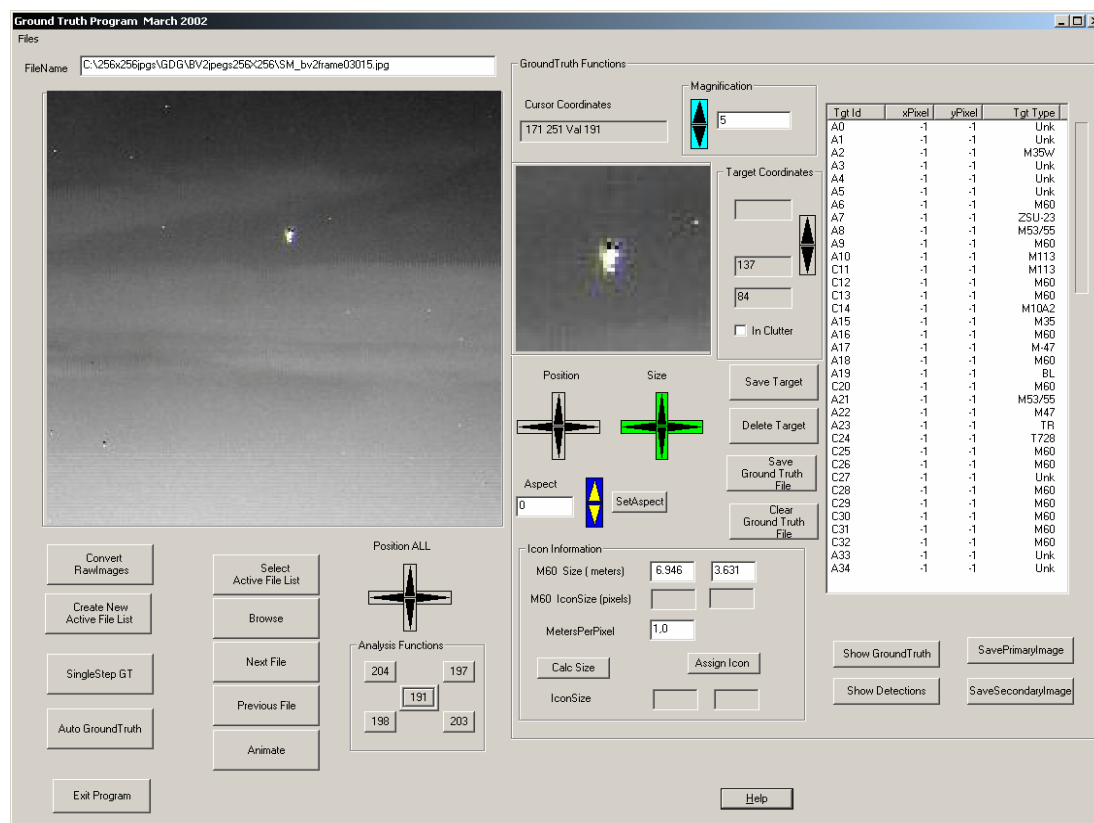 Ground Truth Program March 2002
Files
FileName C:\256x256jpgs\GDG\BV2jpegs256X256\SM_bv2frame03015.jpg
GroundTruth Functions
Cursor Coordinates
171 251 Val 191
Magnification
5
Target Coordinates
137
84
In Clutter
Position
Size
Save Target
Delete Target
Save
Ground Truth
File
Clear
Ground Truth
File
Aspect
0
SetAspect
Tgt Id xPixel yPixel Tgt Type
A0 -1 -1 Unk
A1 -1 -1 Unk
A2 -1 -1 M35W
A3 -1 -1 Unk
A4 -1 -1 Unk
A5 -1 -1 Unk
A6 -1 -1 M60
A7 -1 -1 ZSU-23
A8 -1 -1 M53/55
A9 -1 -1 M60
A10 -1 -1 M113
C11 -1 -1 M113
C12 -1 -1 M60
C13 -1 -1 M60
C14 -1 -1 M10A2
A15 -1 -1 M35
A16 -1 -1 M60
A17 -1 -1 M-47
A18 -1 -1 M60
A19 -1 -1 BL
C20 -1 -1 M60
A21 -1 -1 M53/55
A22 -1 -1 M47
A23 -1 -1 TR
C24 -1 -1 T728
C25 -1 -1 M60
C26 -1 -1 M60
C27 -1 -1 Unk
C28 -1 -1 M60
C29 -1 -1 M60
C30 -1 -1 M60
C31 -1 -1 M60
C32 -1 -1 M60
A33 -1 -1 Unk
A34 -1 -1 Unk
Convert
RawImages
Create New
Active File List
SingleStep GT
Auto GroundTruth
Exit Program
Select
Active File List
Browse
Next File
Previous File
Animate
Position ALL
Analysis Functions
204 197
191
198 203
Icon Information
M60 Size ( meters) 6.946 3.631
M60 IconSize (pixels)
MetersPerPixel 1,0
Calc Size Assign Icon
IconSize
Show GroundTruth SavePrimaryImage
Show Detections SaveSecondaryImage
Help